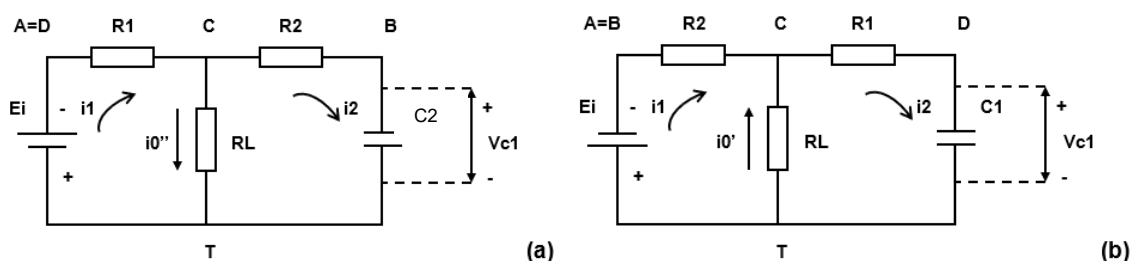 A=D R1 C R2 B
Ei - i1 i2 C2 +
i0'' RL Vc1
+ -
T (a)
A=B R2 C R1 D
Ei - i1 i2 C1 +
i0' RL Vc1
+ -
T (b)